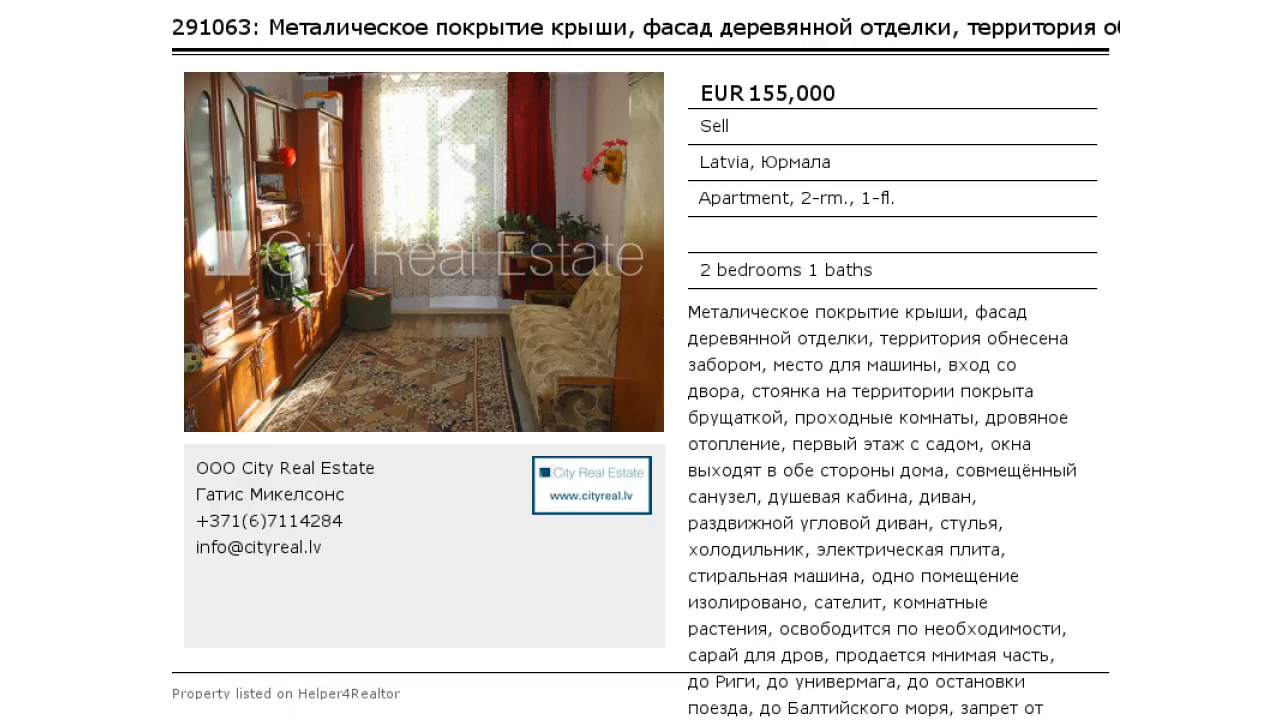 291063: Металическое покрытие крыши, фасад деревянной отделки, территория
City Real Estate
EUR 155,000
Sell
Latvia, Юрмала
Apartment, 2-rm., 1-fl.
2 bedrooms 1 baths
Металическое покрытие крыши, фасад
деревянной отделки, территория обнесена
забором, место для машины, вход со
двора, стоянка на территории покрыта
брущаткой, проходные комнаты, дровяное
отопление, первый этаж с садом, окна
выходят в обе стороны дома, совмещённый
санузел, душевая кабина, диван,
раздвижной угловой диван, стулья,
холодильник, электрическая плита,
стиральная машина, одно помещение
изолировано, сателит, комнатные
растения, освободится по необходимости,
сарай для дров, продается мнимая часть,
до Риги, до универмага, до остановки
поезда, до Балтийского моря, запрет от
ООО City Real Estate
Гатис Микелсонс
+371(6)7114284
info@cityreal.lv
City Real Estate
www.cityreal.lv
Property listed on Helper4Realtor